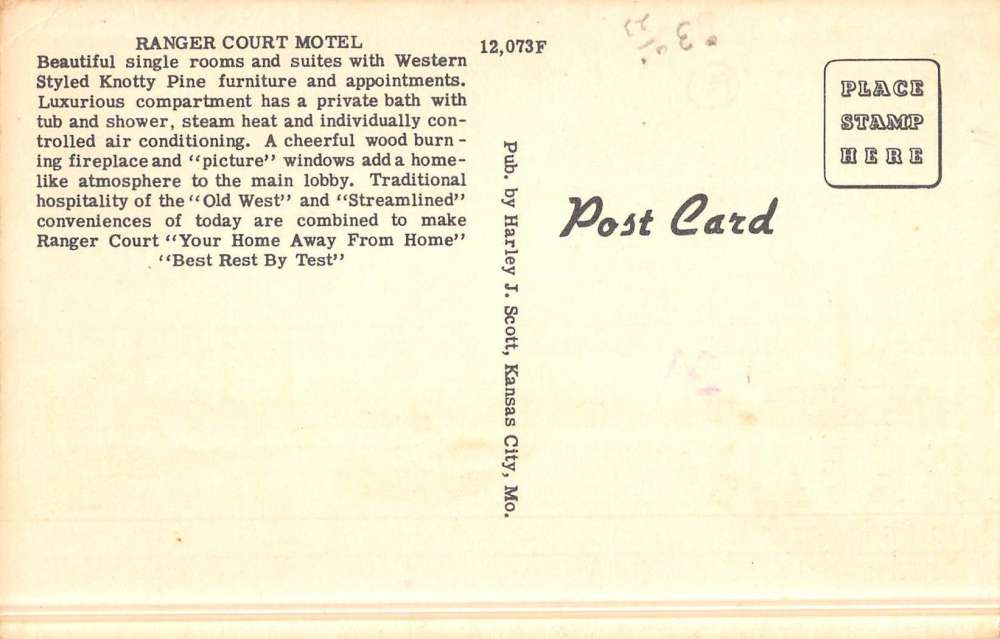 RANGER COURT MOTEL
Beautiful single rooms and suites with Western
Styled Knotty Pine furniture and appointments.
Luxurious compartment has a private bath with
tub and shower, steam heat and individually con-
trolled air conditioning. A cheerful wood burn-
ing fireplace and "picture" windows add a home-
like atmosphere to the main lobby. Traditional
hospitality of the "Old West" and "Streamlined"
conveniences of today are combined to make
Ranger Court "Your Home Away From Home"
"Best Rest By Test"
12,073F
Pub. by Harley J. Scott, Kansas City, Mo.
Post Card
PLACE
STAMP
HERE